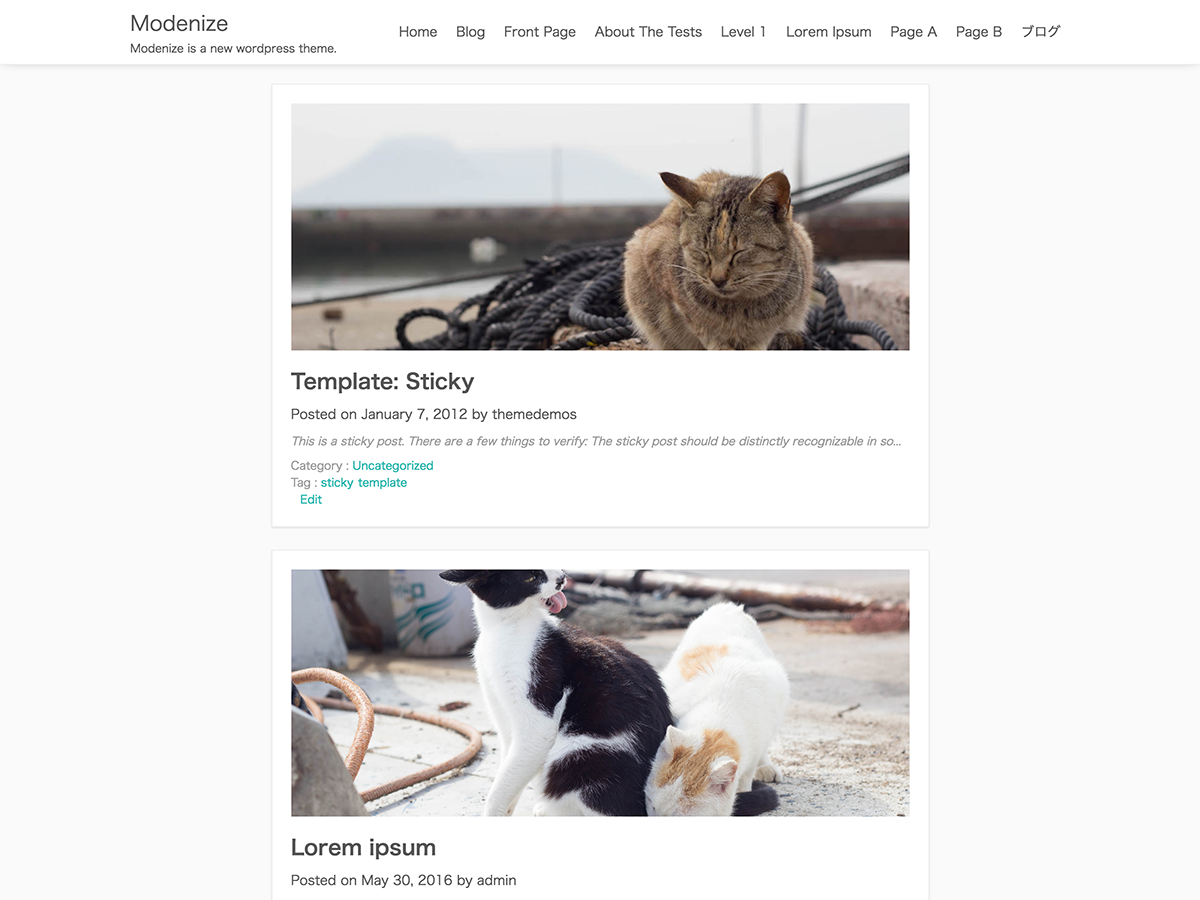 Modenize
Modenize is a new wordpress theme.
Home Blog Front Page About The Tests Level 1 Lorem Ipsum Page A Page B ブログ
Template: Sticky
Posted on January 7, 2012 by themedemos
This is a sticky post. There are a few things to verify: The sticky post should be distinctly recognizable in so...
Category : Uncategorized
Tag : sticky template
Edit
Lorem ipsum
Posted on May 30, 2016 by admin